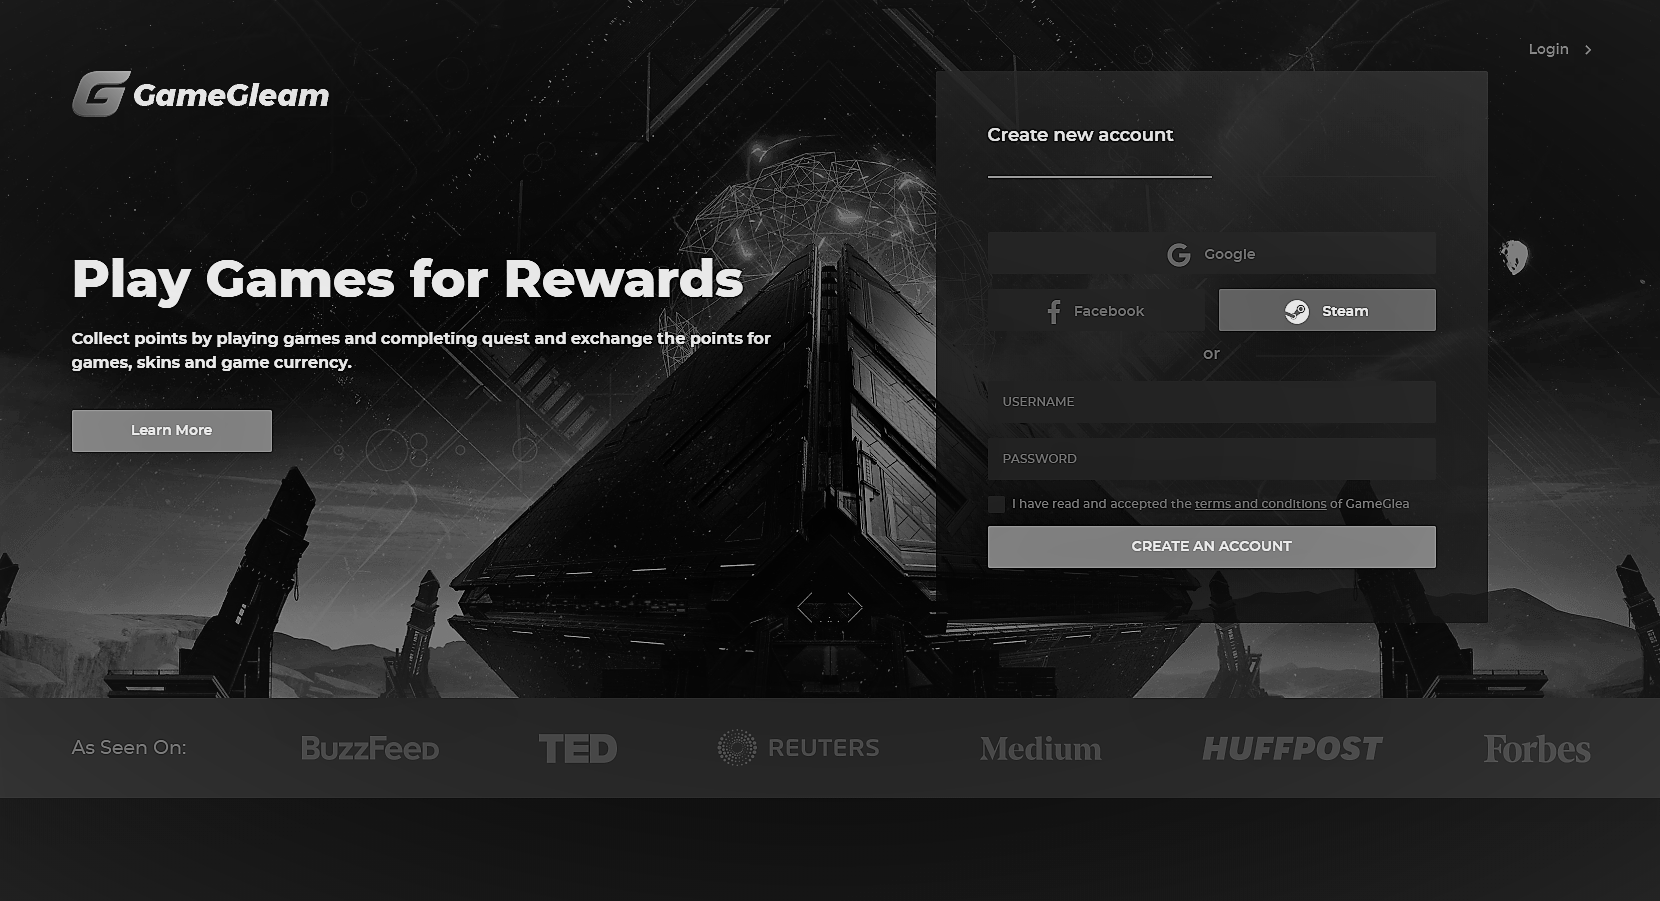 Login
GameGleam
Create new account
Google
Play Games for Rewards
Facebook
Steam
Collect points by playing games and completing quest and exchange the points for
games, skins and game currency.
or
USERNAME
Learn More
PASSWORD
I have read and accepted the terms and conditions of GameGlea
CREATE AN ACCOUNT
As Seen On:
BuzzFeed
TED
REUTERS
Medium
HUFFPOST
Forbes